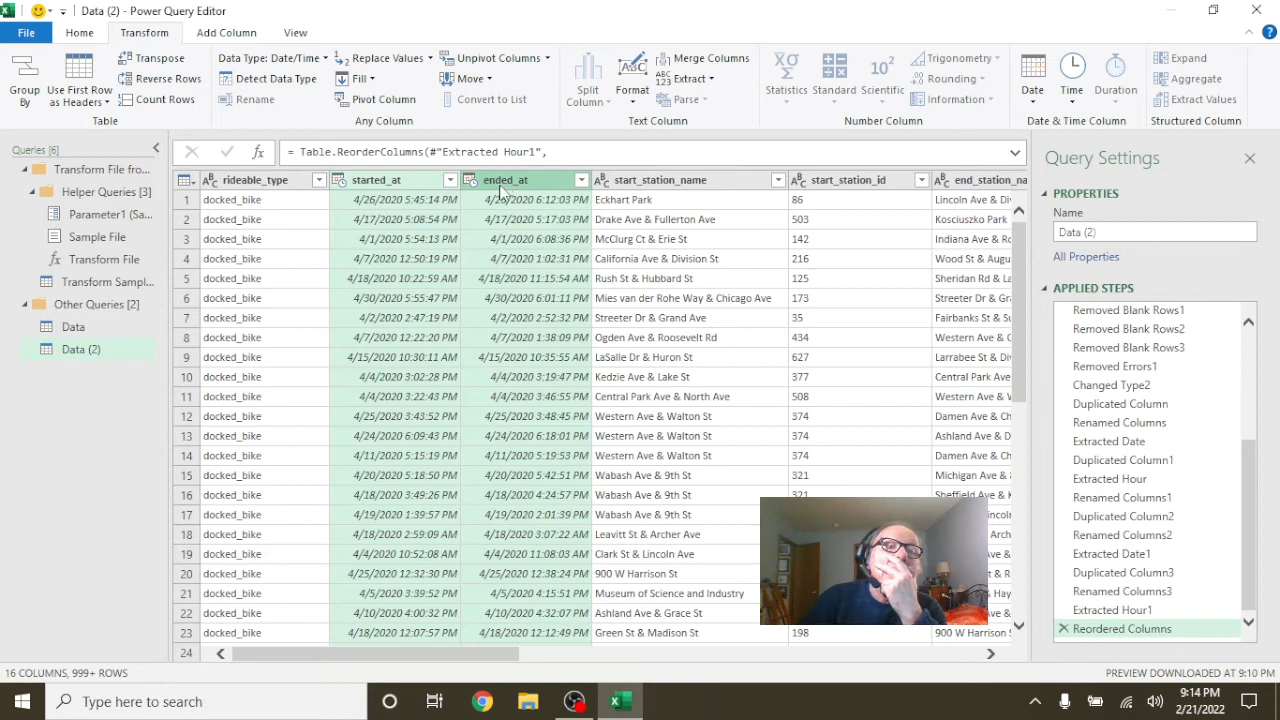 Data (2) - Power Query Editor
File Home Transform Add Column View
Group By
Use First Row as Headers
Transpose
Reverse Rows
Count Rows
Table
Data Type: Date/Time
Detect Data Type
Rename
Replace Values
Fill
Pivot Column
Unpivot Columns
Move
Convert to List
Any Column
Split Column
Format
Merge Columns
Extract
Parse
Text Column
Statistics
Standard
Scientific
Trigonometry
Rounding
Information
Number Column
Date
Time
Duration
Date & Time Column
Expand
Aggregate
Extract Values
Structured Column
Queries [6]
Transform File fro...
Helper Queries [3]
Parameter1 (Sa...
Sample File
Transform File
Transform Sampl...
Other Queries [2]
Data
Data (2)
= Table.ReorderColumns(#"Extracted Hour1",
rideable_type started_at ended_at start_station_name start_station_id end_station_na
1 docked_bike 4/26/2020 5:45:14 PM 6:12:03 PM Eckhart Park 86 Lincoln Ave & Di
2 docked_bike 4/17/2020 5:08:54 PM 4/17/2020 5:17:03 PM Drake Ave & Fullerton Ave 503 Kosciuszko Park
3 docked_bike 4/1/2020 5:54:13 PM 4/1/2020 6:08:36 PM McClurg Ct & Erie St 142 Indiana Ave & R
4 docked_bike 4/7/2020 12:50:19 PM 4/7/2020 1:02:31 PM California Ave & Division St 216 Wood St & Augu
5 docked_bike 4/18/2020 10:22:59 AM 4/18/2020 11:15:54 AM Rush St & Hubbard St 125 Sheridan Rd & L
6 docked_bike 4/30/2020 5:55:47 PM 4/30/2020 6:01:11 PM Mies van der Rohe Way & Chicago Ave 173 Streeter Dr & Gr
7 docked_bike 4/2/2020 2:47:19 PM 4/2/2020 2:52:32 PM Streeter Dr & Grand Ave 35 Fairbanks St & Su
8 docked_bike 4/7/2020 12:22:20 PM 4/7/2020 1:38:09 PM Ogden Ave & Roosevelt Rd 434 Western Ave & W
9 docked_bike 4/15/2020 10:30:11 AM 4/15/2020 10:35:55 AM LaSalle Dr & Huron St 627 Larrabee St & Di
10 docked_bike 4/4/2020 3:02:28 PM 4/4/2020 3:19:47 PM Kedzie Ave & Lake St 377 Central Park Ave
11 docked_bike 4/4/2020 3:22:43 PM 4/4/2020 3:46:55 PM Central Park Ave & North Ave 508 Western Ave & W
12 docked_bike 4/25/2020 3:43:52 PM 4/25/2020 3:48:45 PM Western Ave & Walton St 374 Damen Ave & C
13 docked_bike 4/24/2020 6:09:43 PM 4/24/2020 6:18:01 PM Western Ave & Walton St 374 Ashland Ave & D
14 docked_bike 4/11/2020 5:15:19 PM 4/11/2020 5:19:53 PM Western Ave & Walton St 374 Damen Ave & C
15 docked_bike 4/20/2020 5:18:50 PM 4/20/2020 5:42:51 PM Wabash Ave & 9th St 321 Michigan Ave & 8
16 docked_bike 4/18/2020 3:49:26 PM 4/18/2020 4:24:57 PM Wabash Ave & 9th St 321 Sheffield Ave &
17 docked_bike 4/19/2020 1:39:57 PM 4/19/2020 2:01:39 PM Wabash Ave & 9th St
18 docked_bike 4/18/2020 2:59:09 AM 4/18/2020 3:07:22 AM Leavitt St & Archer Ave
19 docked_bike 4/4/2020 10:52:08 AM 4/4/2020 11:08:03 AM Clark St & Lincoln Ave
20 docked_bike 4/25/2020 12:32:30 PM 4/25/2020 12:38:24 PM 900 W Harrison St
21 docked_bike 4/5/2020 3:39:52 PM 4/5/2020 4:15:51 PM Museum of Science and Industry
22 docked_bike 4/10/2020 4:00:32 PM 4/10/2020 4:32:07 PM Ashland Ave & Grace St
23 docked_bike 4/18/2020 12:07:57 PM 4/18/2020 12:12:49 PM Green St & Madison St 198 900 W Harrison
24
Query Settings
PROPERTIES
Name
Data (2)
All Properties
APPLIED STEPS
Removed Blank Rows1
Removed Blank Rows2
Removed Blank Rows3
Removed Errors1
Changed Type2
Duplicated Column
Renamed Columns
Extracted Date
Duplicated Column1
Extracted Hour
Renamed Columns1
Duplicated Column2
Renamed Columns2
Extracted Date1
Duplicated Column3
Renamed Columns3
Extracted Hour1
Reordered Columns
16 COLUMNS, 999+ ROWS
PREVIEW DOWNLOADED AT 9:10 PM
Type here to search
9:14 PM
2/21/2022